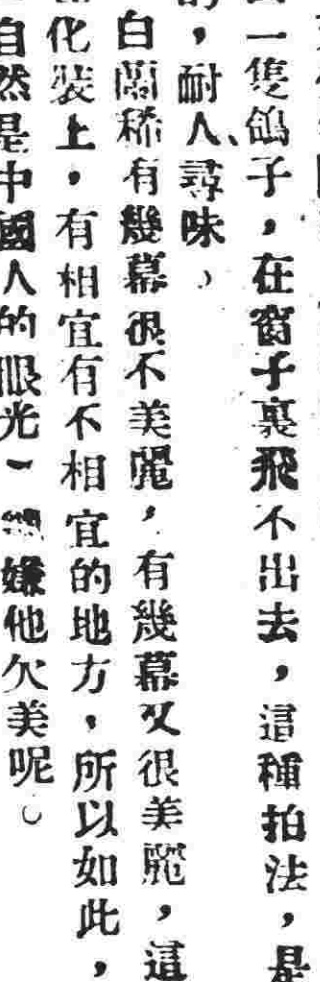 一隻鴿子，在窗子裏飛不出去，這種拍法，是
，耐人尋味，
白蘭稀有幾幕很不美麗，有幾幕又很美麗，這
化裝上，有相宜有不相宜的地方，所以如此，
自然是中國人的眼光，嫌他欠美呢。